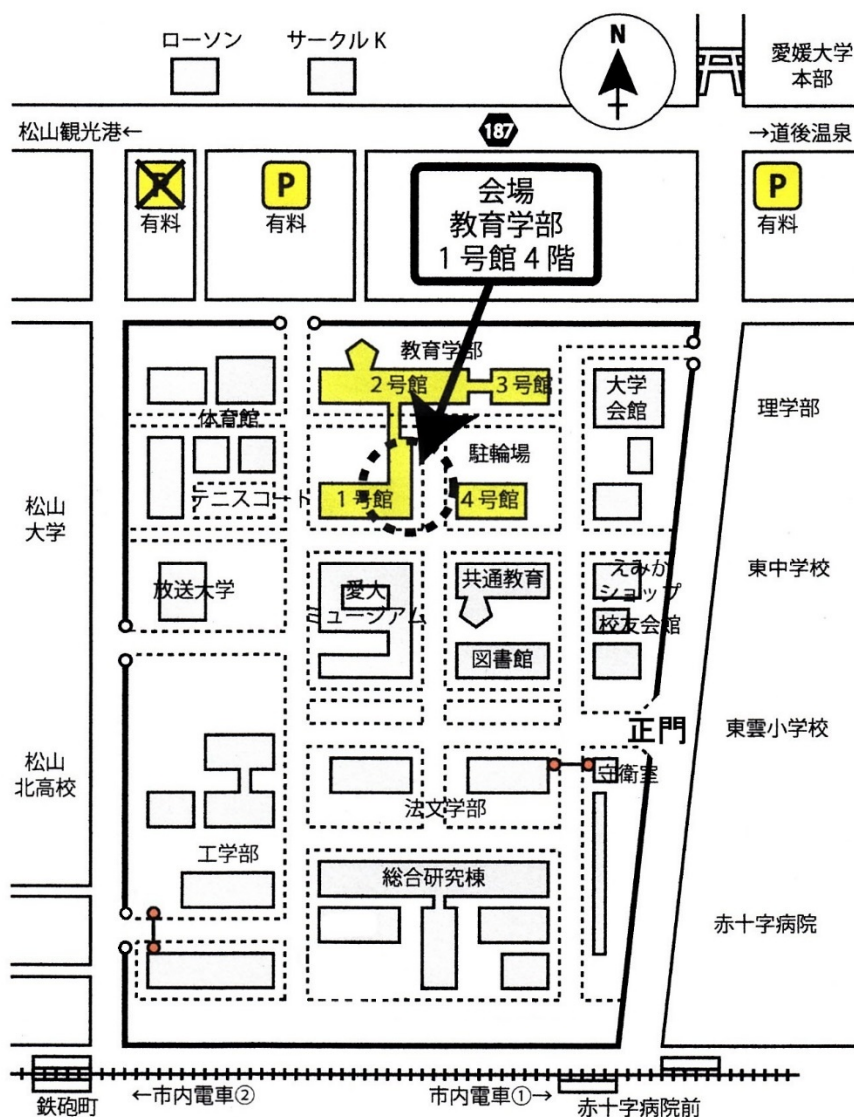 ローソン
サークルK
N
愛媛大学
本部
松山観光港←
187
→道後温泉
P
有料
P
有料
会場
教育学部
1号館4階
P
有料
教育学部
2号館
3号館
大学
会館
理学部
体育館
駐輪場
テニスコート
1号館
4号館
松山
大学
放送大学
愛大
ミュージアム
共通教育
えみか
ショップ
東中学校
校友会館
図書館
正門
東雲小学校
松山
北高校
守衛室
法文学部
工学部
総合研究棟
赤十字病院
←市内電車②
市内電車①→
鉄砲町
赤十字病院前